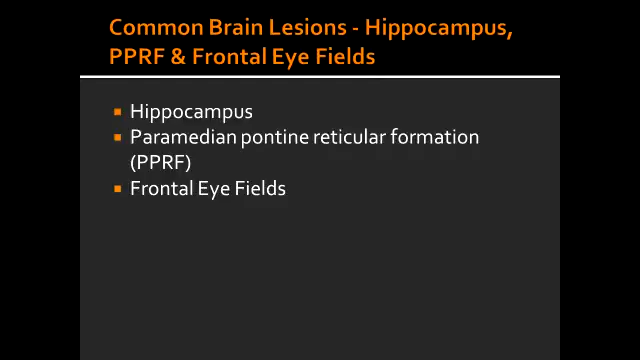 Common Brain Lesions - Hippocampus,
PPRF & Frontal Eye Fields
Hippocampus
Paramedian pontine reticular formation
(PPRF)
Frontal Eye Fields